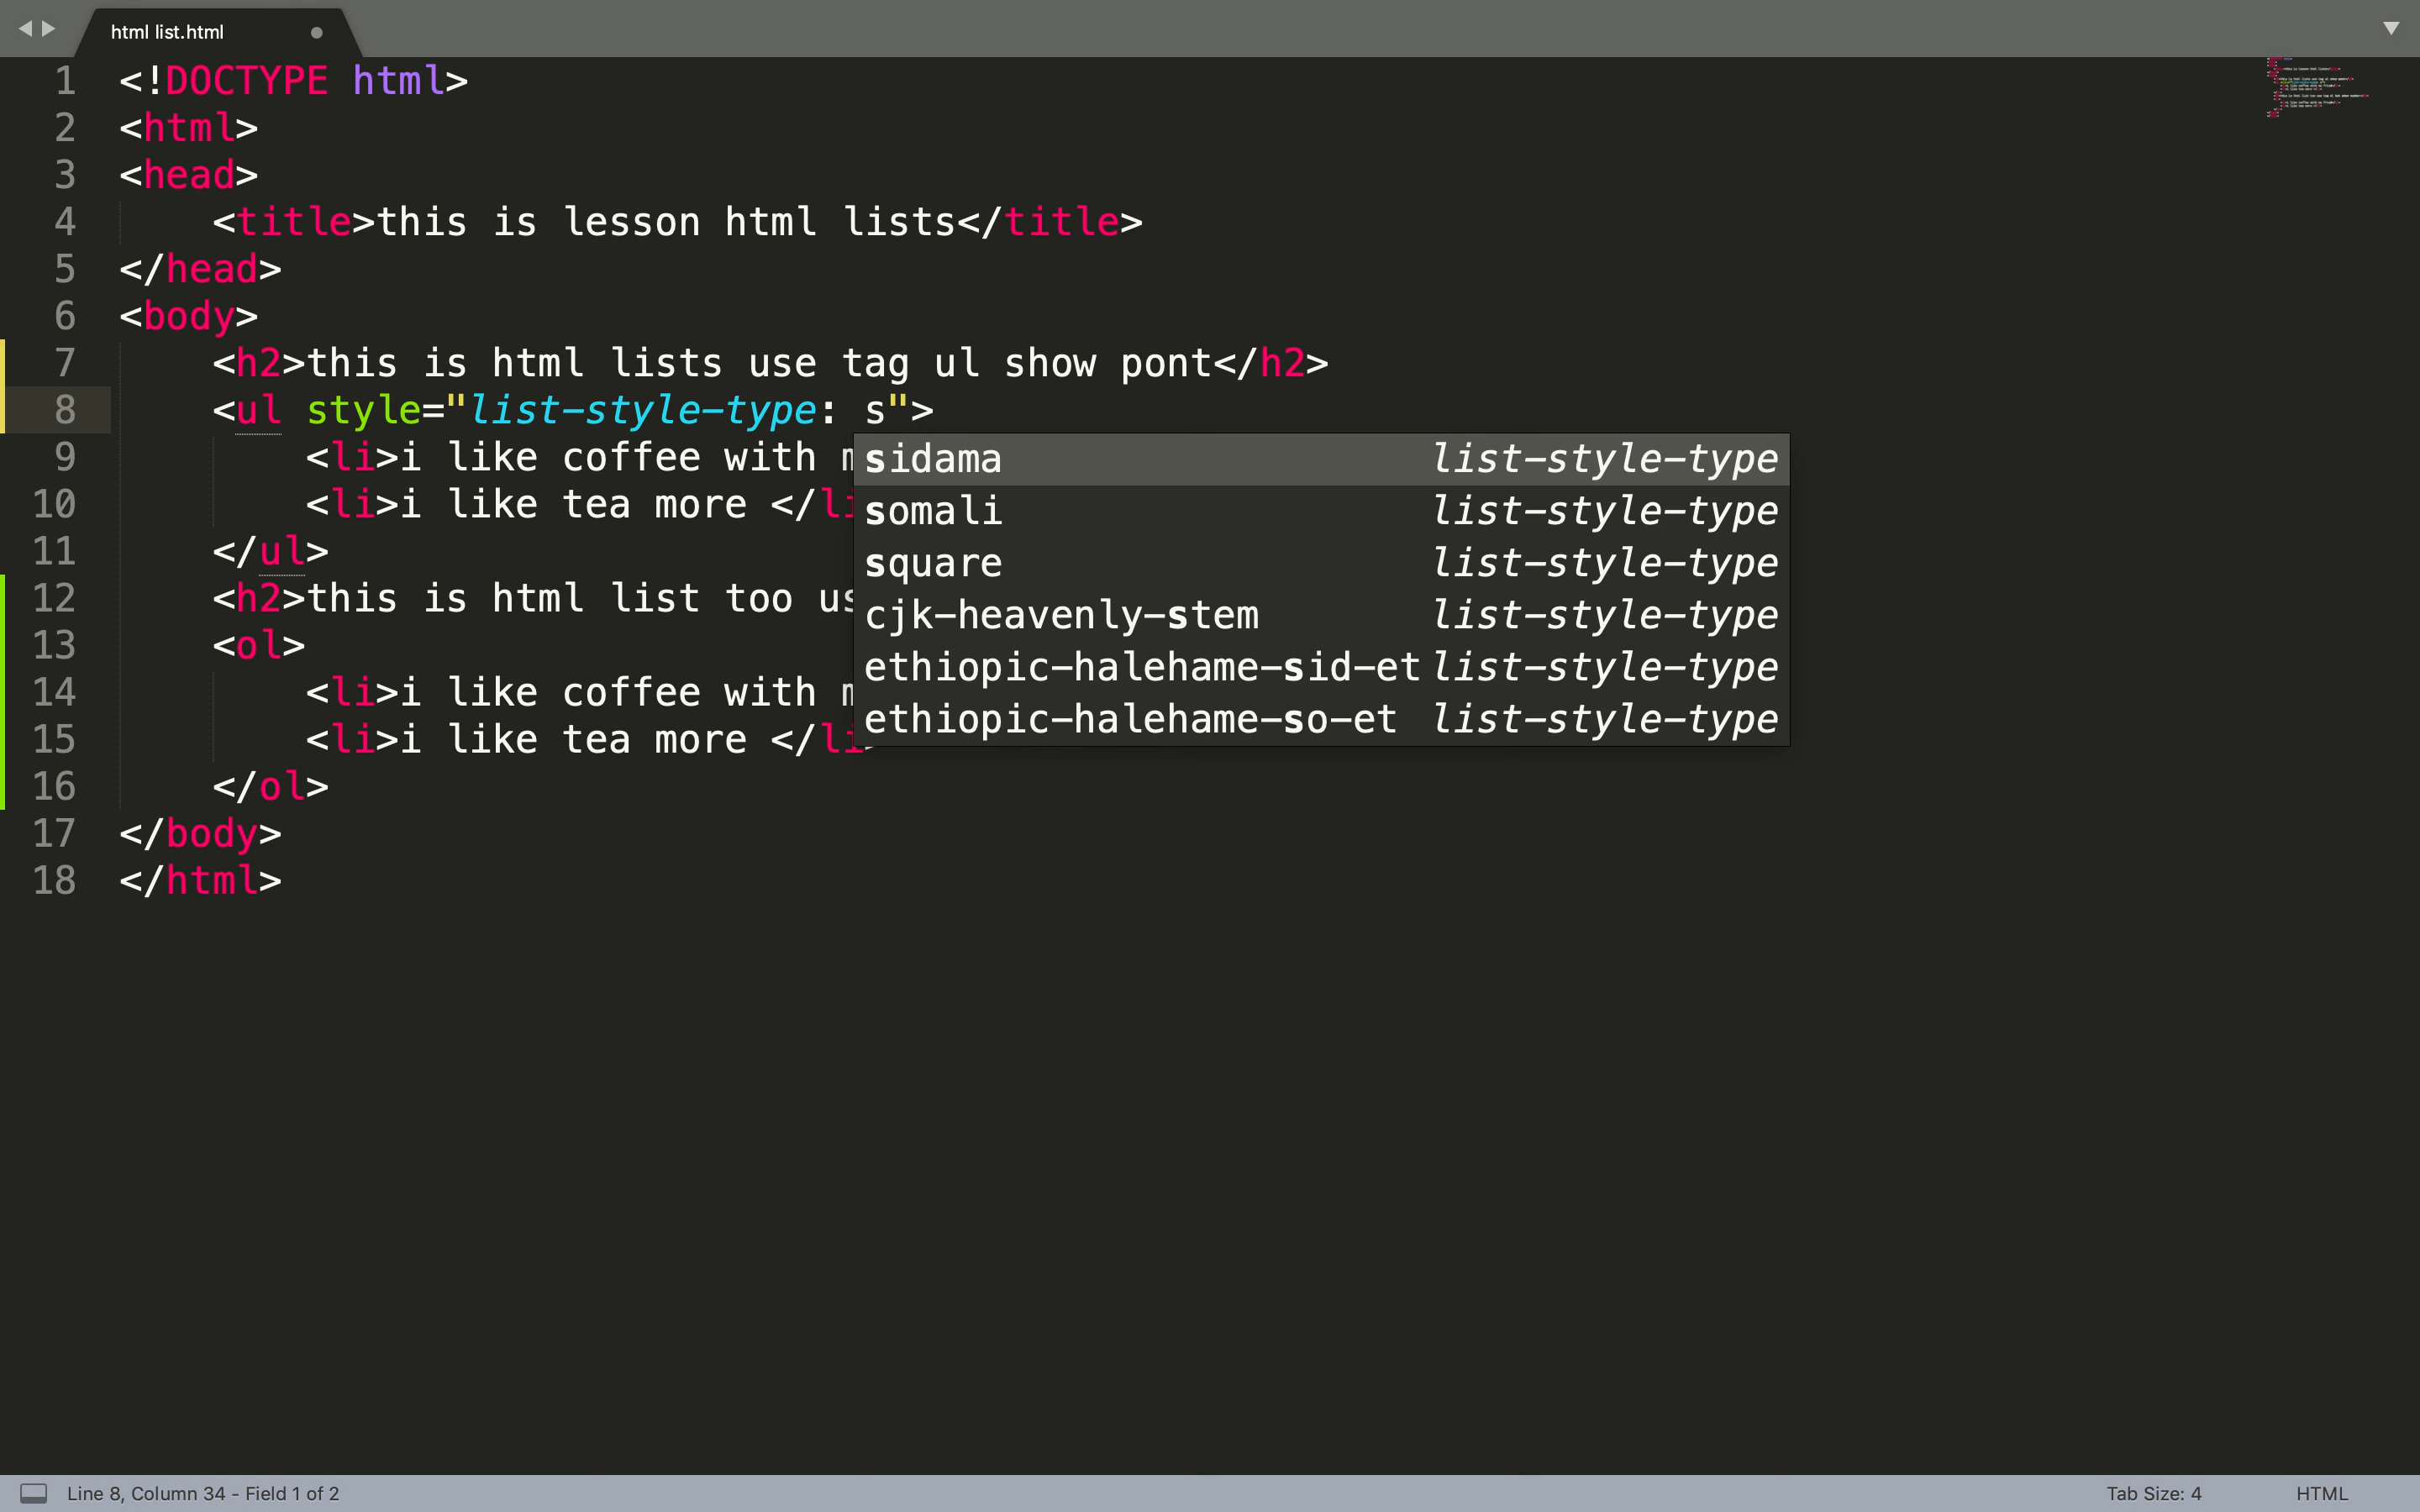 html list.html
1 <!DOCTYPE html>
2 <html>
3 <head>
4 <title>this is lesson html lists</title>
5 </head>
6 <body>
7 <h2>this is html lists use tag ul show pont</h2>
8 <ul style="list-style-type: s">
9 <li>i like coffee with
10 <li>i like tea more </li
11 </ul>
12 <h2>this is html list too
13 <ol>
14 <li>i like coffee with
15 <li>i like tea more </li>
16 </ol>
17 </body>
18 </html>
sidama list-style-type
somali list-style-type
square list-style-type
cjk-heavenly-stem list-style-type
ethiopic-halehame-sid-et list-style-type
ethiopic-halehame-so-et list-style-type
Line 8, Column 34 - Field 1 of 2
Tab Size: 4
HTML